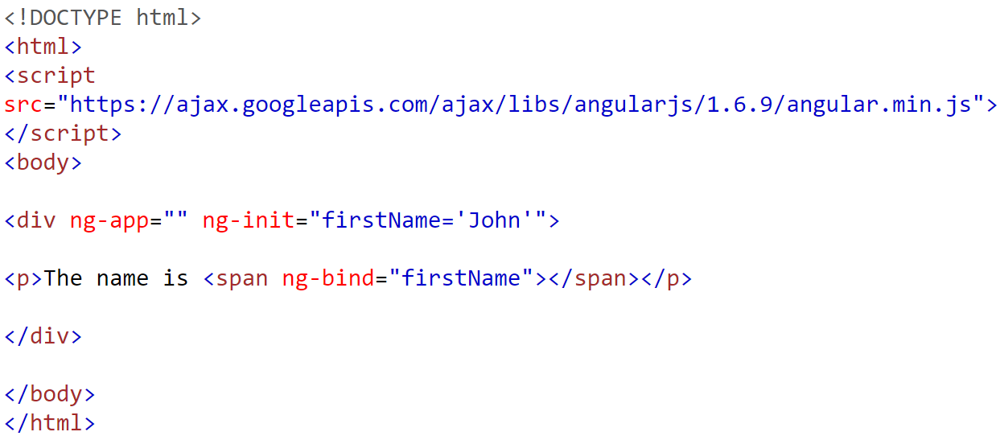 <!DOCTYPE html>
<html>
<script
src="https://ajax.googleapis.com/ajax/libs/angularjs/1.6.9/angular.min.js">
</script>
<body>
<div ng-app="" ng-init="firstName='John'">
<p>The name is <span ng-bind="firstName"></span></p>
</div>
</body>
</html>